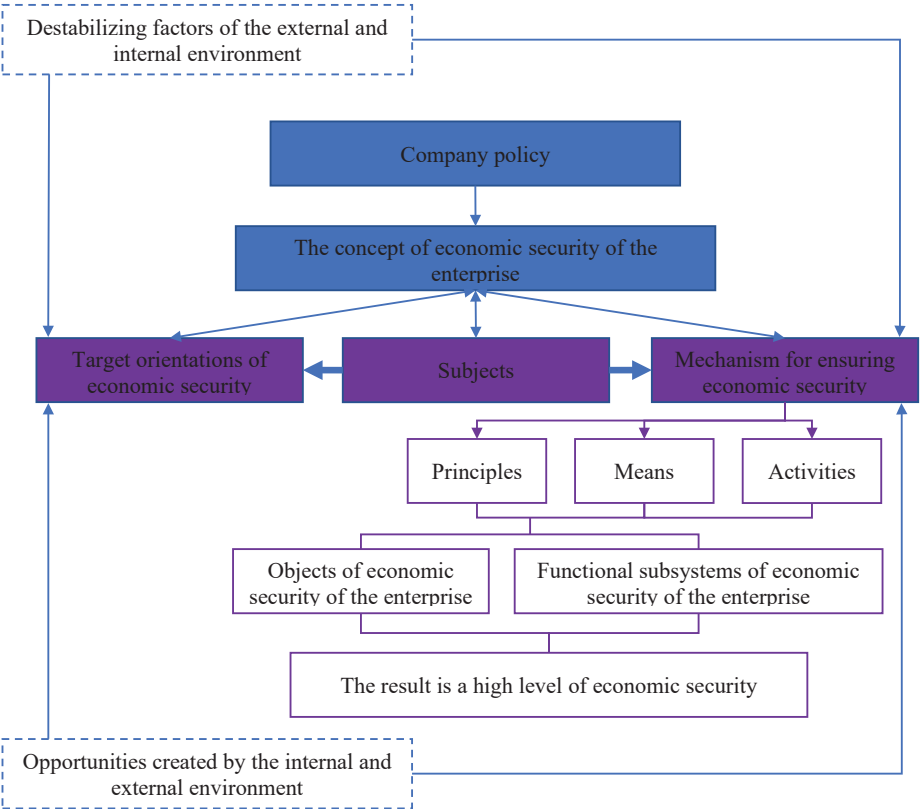 Destabilizing factors of the external and
internal environment
Company policy
The concept of economic security of the
enterprise
Target orientations of
economic security
Subjects
Mechanism for ensuring
economic security
Principles
Means
Activities
Objects of economic
security of the enterprise
Functional subsystems of economic
security of the enterprise
The result is a high level of economic security
Opportunities created by the internal and
external environment